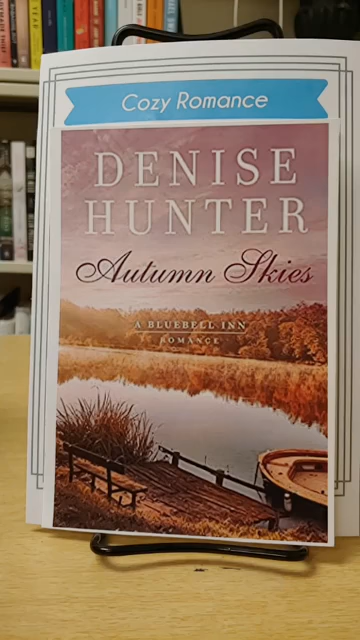 Cozy Romance
DENISE
HUNTER
Autumn Skies
A BLUEBELL INN
ROMANCE